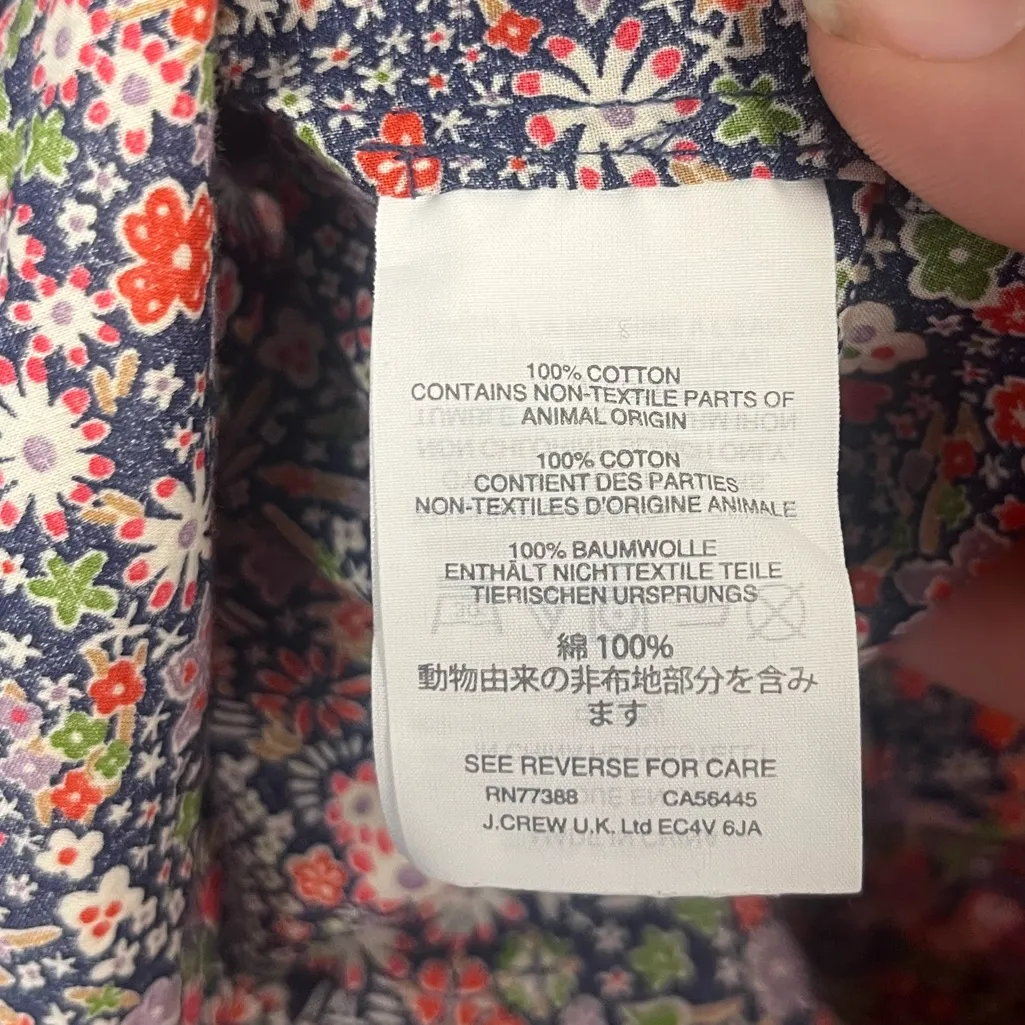 100% COTTON
CONTAINS NON-TEXTILE PARTS OF
ANIMAL ORIGIN
100% COTON
CONTIENT DES PARTIES
NON-TEXTILES D'ORIGINE ANIMALE
100% BAUMWOLLE
ENTHÄLT NICHTTEXTILE TEILE
TIERISCHEN URSPRUNGS
綿 100%
動物由来の非布地部分を含み
ます
SEE REVERSE FOR CARE
RN77388 CA56445
J.CREW U.K. Ltd EC4V 6JA